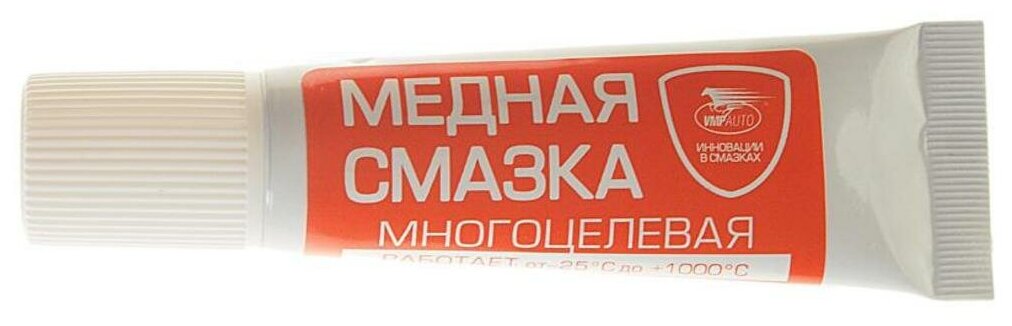 МЕДНАЯ
СМАЗКА
МНОГОЦЕЛЕВАЯ
РАБОТАЕТ от -25°С до +1000°С
VMPAUTO
ИННОВАЦИИ
В СМАЗКАХ